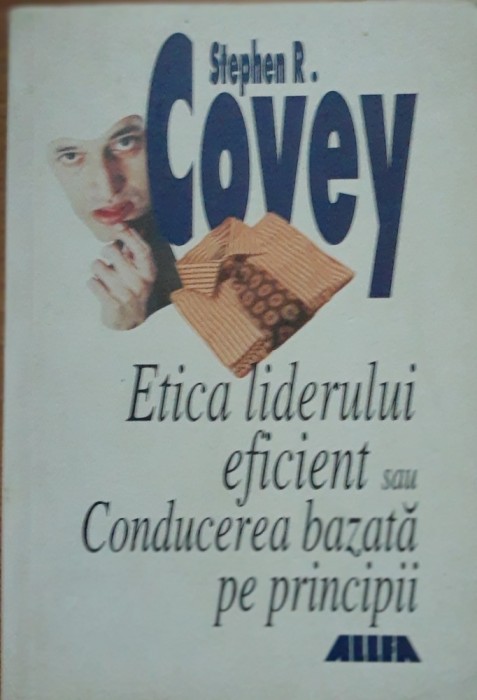 Stephen R.
Covey
Etica liderului
eficient sau
Conducerea bazată
pe principii
ALLFA